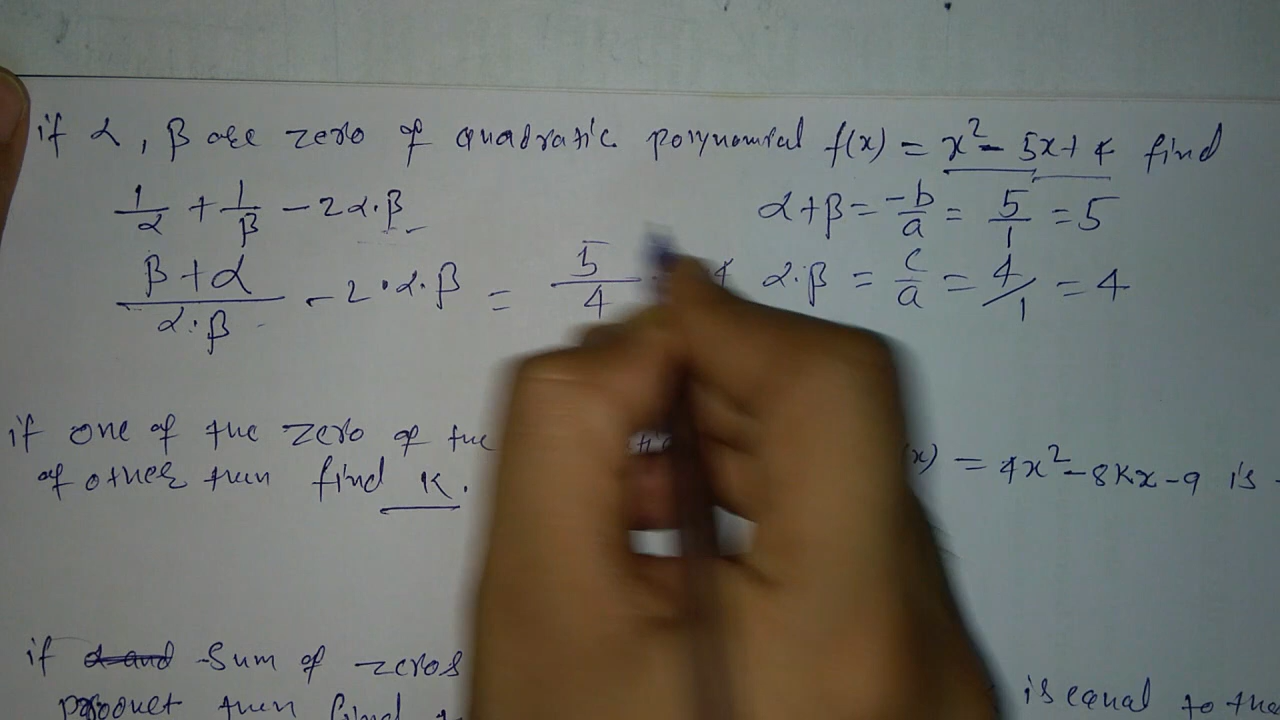 if α, β are zero of quadratic polynomial f(x) = x² - 5x + 4 find
1/α + 1/β - 2α·β
α+β = -b/a = 5/1 = 5
β+α/α·β - 2·α·β = 5/4
4
α·β = c/a = 4/1 = 4
if one of the zero of the (x) = 4x² - 8kx - 9 is -
of other then find k.
if sum of zeros is equal to the
product then find